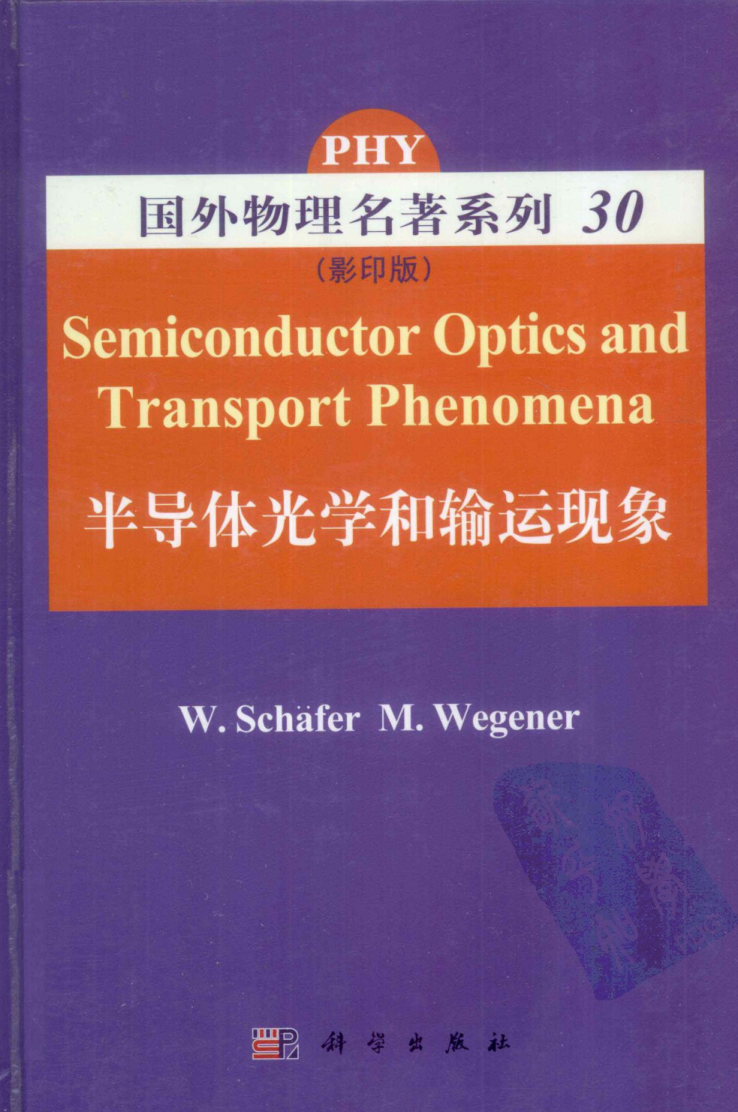 PHY
国外物理名著系列 30
(影印版)
Semiconductor Optics and
Transport Phenomena
半导体光学和输运现象
W. Schäfer M. Wegener
科学出版社